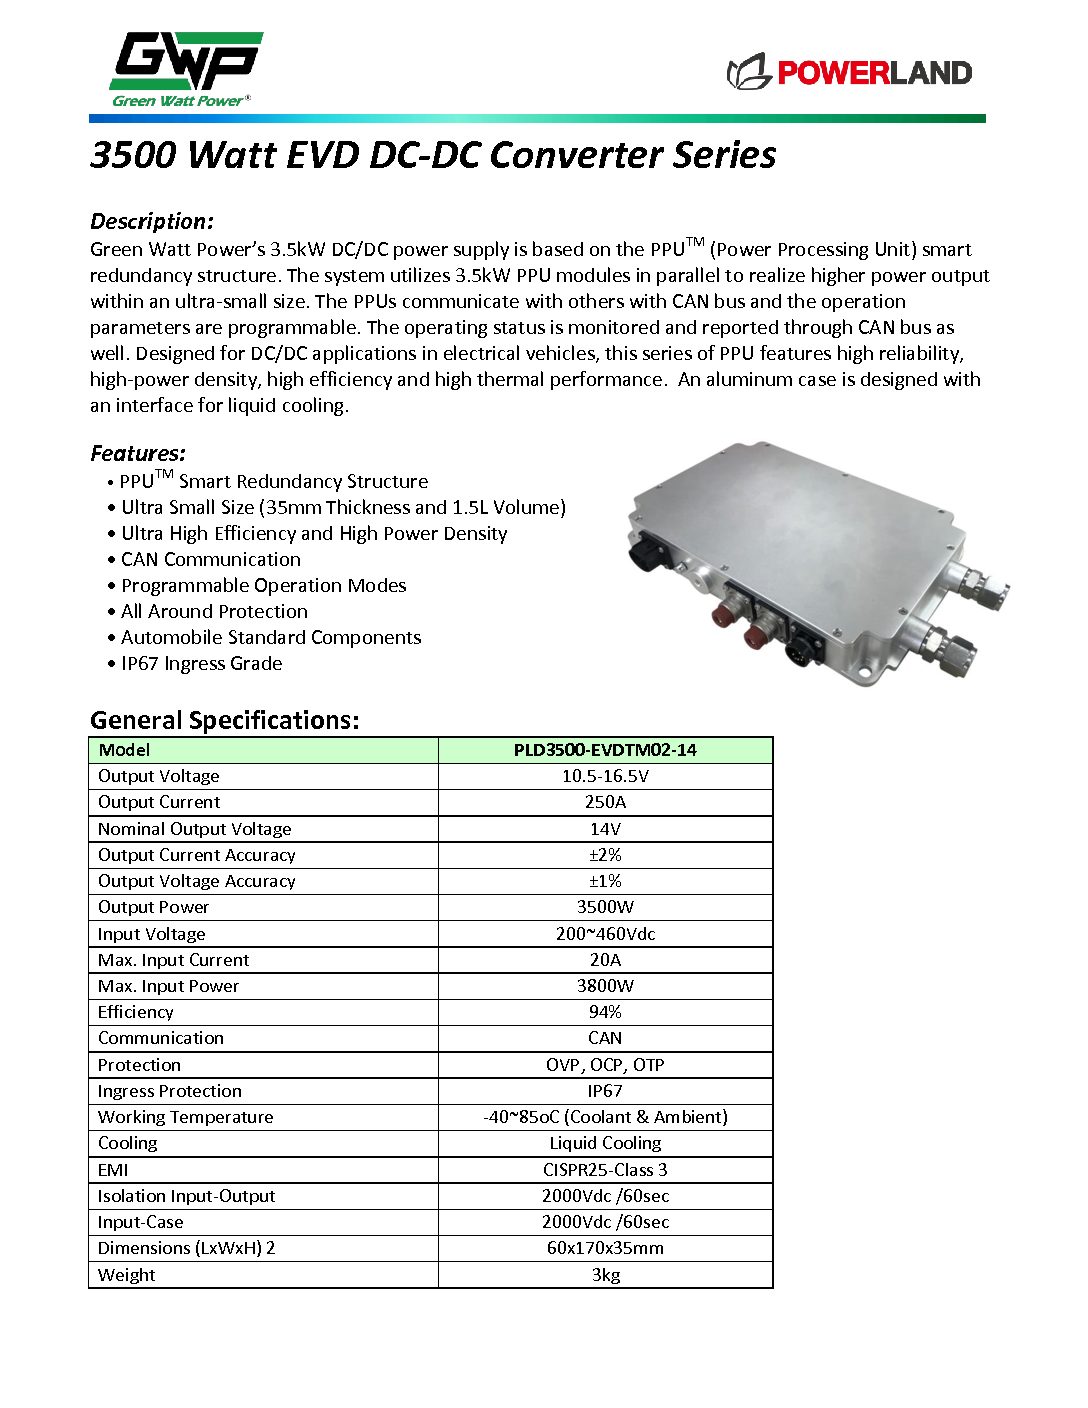 GWP
Green Watt Power®
POWERLAND
3500 Watt EVD DC-DC Converter Series
Description:
Green Watt Power’s 3.5kW DC/DC power supply is based on the PPU™ (Power Processing Unit) smart
redundancy structure. The system utilizes 3.5kW PPU modules in parallel to realize higher power output
within an ultra-small size. The PPUs communicate with others with CAN bus and the operation
parameters are programmable. The operating status is monitored and reported through CAN bus as
well. Designed for DC/DC applications in electrical vehicles, this series of PPU features high reliability,
high-power density, high efficiency and high thermal performance.  An aluminum case is designed with
an interface for liquid cooling.
Features:
• PPU™ Smart Redundancy Structure
• Ultra Small Size (35mm Thickness and 1.5L Volume)
• Ultra High Efficiency and High Power Density
• CAN Communication
• Programmable Operation Modes
• All Around Protection
• Automobile Standard Components
• IP67 Ingress Grade
General Specifications:
Model PLD3500-EVDTM02-14
Output Voltage 10.5-16.5V
Output Current 250A
Nominal Output Voltage 14V
Output Current Accuracy ±2%
Output Voltage Accuracy ±1%
Output Power 3500W
Input Voltage 200~460Vdc
Max. Input Current 20A
Max. Input Power 3800W
Efficiency 94%
Communication CAN
Protection OVP, OCP, OTP
Ingress Protection IP67
Working Temperature -40~85oC (Coolant & Ambient)
Cooling Liquid Cooling
EMI CISPR25-Class 3
Isolation Input-Output 2000Vdc /60sec
Input-Case 2000Vdc /60sec
Dimensions (LxWxH) 2 60x170x35mm
Weight 3kg